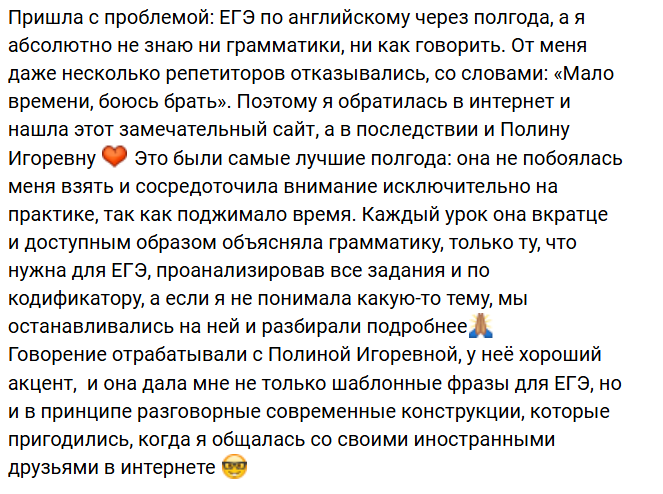 Пришла с проблемой: ЕГЭ по английскому через полгода, а я
абсолютно не знаю ни грамматики, ни как говорить. От меня
даже несколько репетиторов отказывались, со словами: «Мало
времени, боюсь брать». Поэтому я обратилась в интернет и
нашла этот замечательный сайт, а в последствии и Полину
Игоревну ❤️ Это были самые лучшие полгода: она не побоялась
меня взять и сосредоточила внимание исключительно на
практике, так как поджимало время. Каждый урок она вкратце
и доступным образом объясняла грамматику, только ту, что
нужна для ЕГЭ, проанализировав все задания и по
кодификатору, а если я не понимала какую-то тему, мы
останавливались на ней и разбирали подробнее🙏🏽
Говорение отрабатывали с Полиной Игоревной, у неё хороший
акцент,  и она дала мне не только шаблонные фразы для ЕГЭ, но
и в принципе разговорные современные конструкции, которые
пригодились, когда я общалась со своими иностранными
друзьями в интернете 🤓